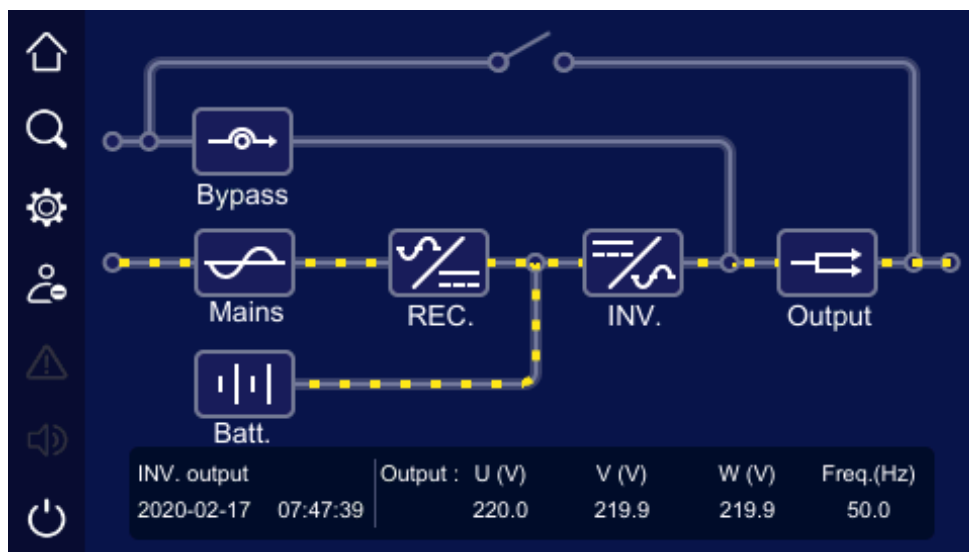 Bypass
Mains
REC.
INV.
Output
Batt.
INV. output
Output : U (V) V (V) W (V) Freq.(Hz)
2020-02-17 07:47:39
220.0 219.9 219.9 50.0